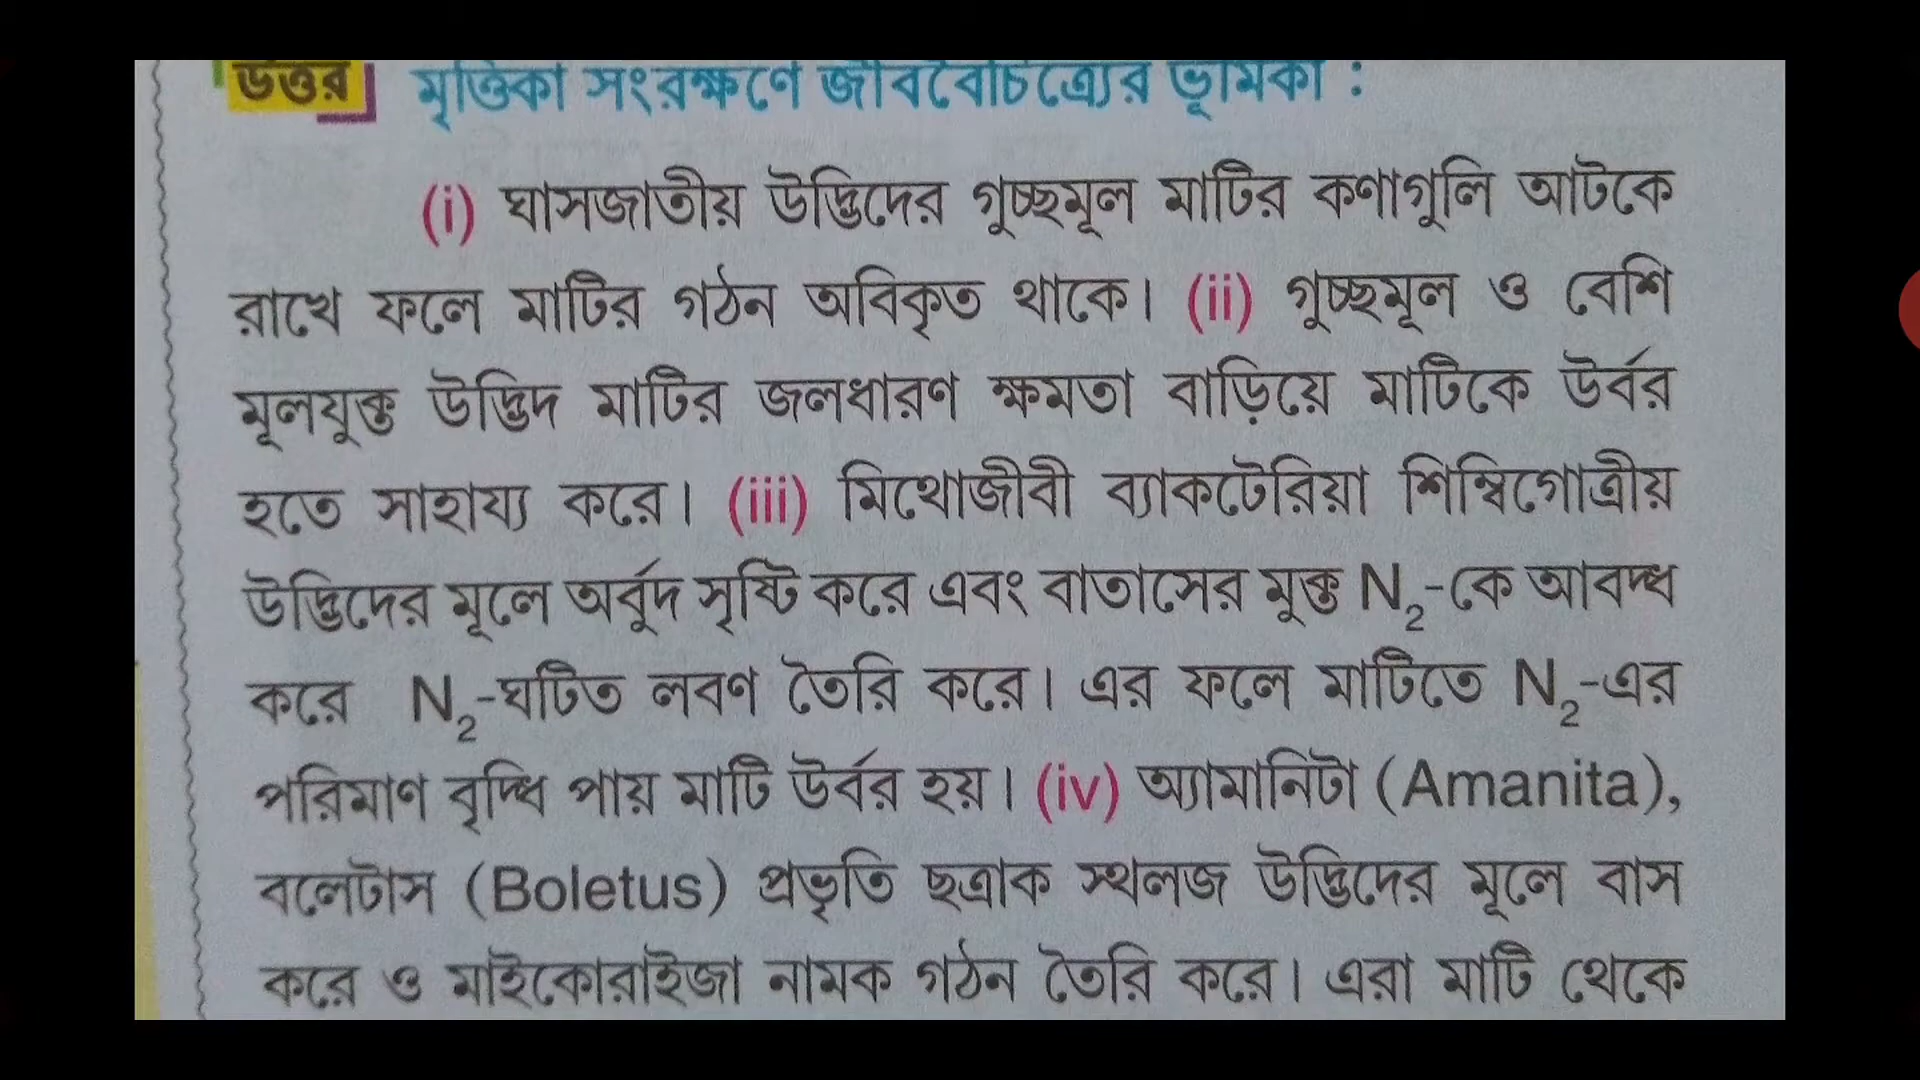 উত্তর মৃত্তিকা সংরক্ষণে জীববৈচিত্র্যের ভূমিকা :
(i) ঘাসজাতীয় উদ্ভিদের গুচ্ছমূল মাটির কণাগুলি আটকে
রাখে ফলে মাটির গঠন অবিকৃত থাকে। (ii) গুচ্ছমূল ও বেশি
মূলযুক্ত উদ্ভিদ মাটির জলধারণ ক্ষমতা বাড়িয়ে মাটিকে উর্বর
হতে সাহায্য করে। (iii) মিথোজীবী ব্যাকটেরিয়া শিম্বিগোত্রীয়
উদ্ভিদের মূলে অর্বুদ সৃষ্টি করে এবং বাতাসের মুক্ত N₂-কে আবদ্ধ
করে N₂-ঘটিত লবণ তৈরি করে। এর ফলে মাটিতে N₂-এর
পরিমাণ বৃদ্ধি পায় মাটি উর্বর হয়। (iv) অ্যামানিটা (Amanita),
বলেটাস (Boletus) প্রভৃতি ছত্রাক স্থলজ উদ্ভিদের মূলে বাস
করে ও মাইকোরাইজা নামক গঠন তৈরি করে। এরা মাটি থেকে